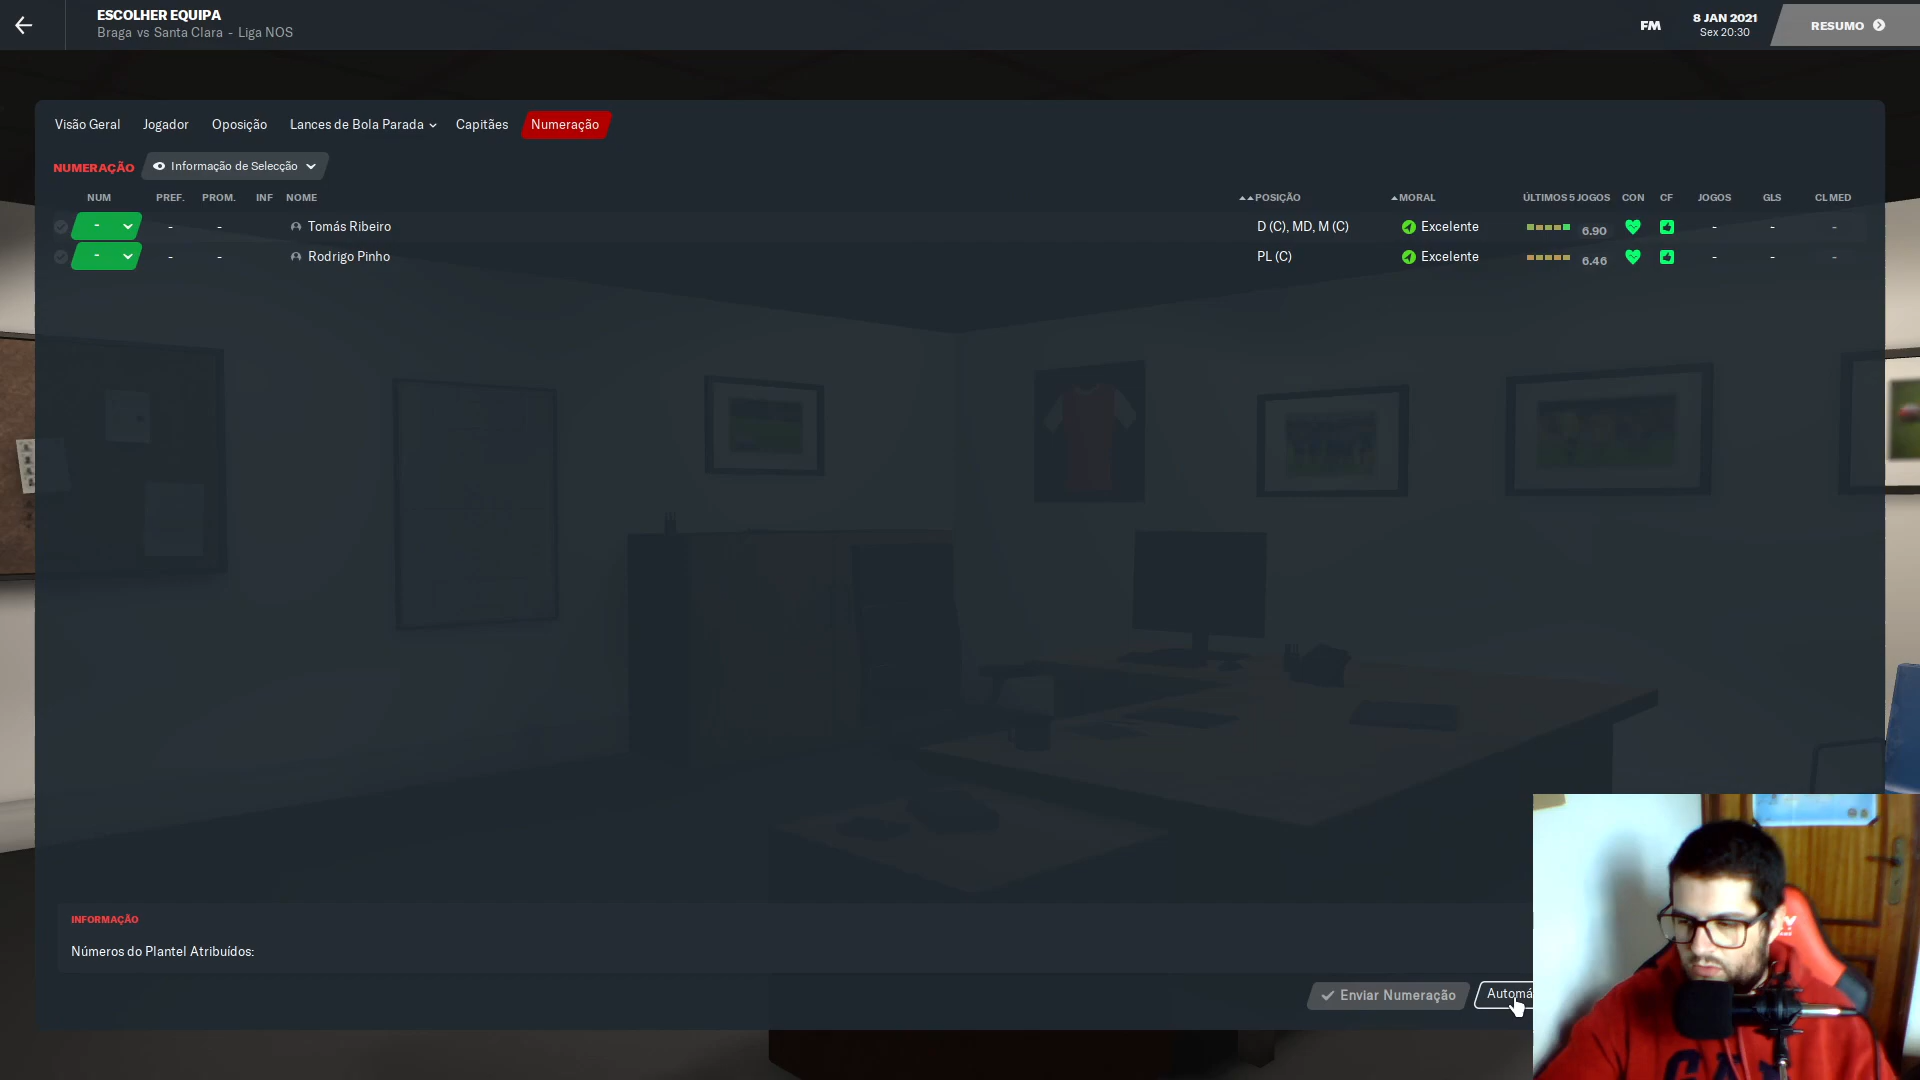 ESCOLHER EQUIPA
Braga vs Santa Clara - Liga NOS
FM
8 JAN 2021
Sex 20:30
RESUMO
Visão Geral Jogador Oposição Lances de Bola Parada Capitães Numeração
NUMERAÇÃO Informação de Selecção
NUM PREF. PROM. INF NOME POSIÇÃO MORAL ÚLTIMOS 5 JOGOS CON CF JOGOS GLS CL MED
- - - Tomás Ribeiro D (C), MD, M (C) Excelente 6.90 - - -
- - - Rodrigo Pinho PL (C) Excelente 6.46 - - -
INFORMAÇÃO
Números do Plantel Atribuídos:
Enviar Numeração Automá